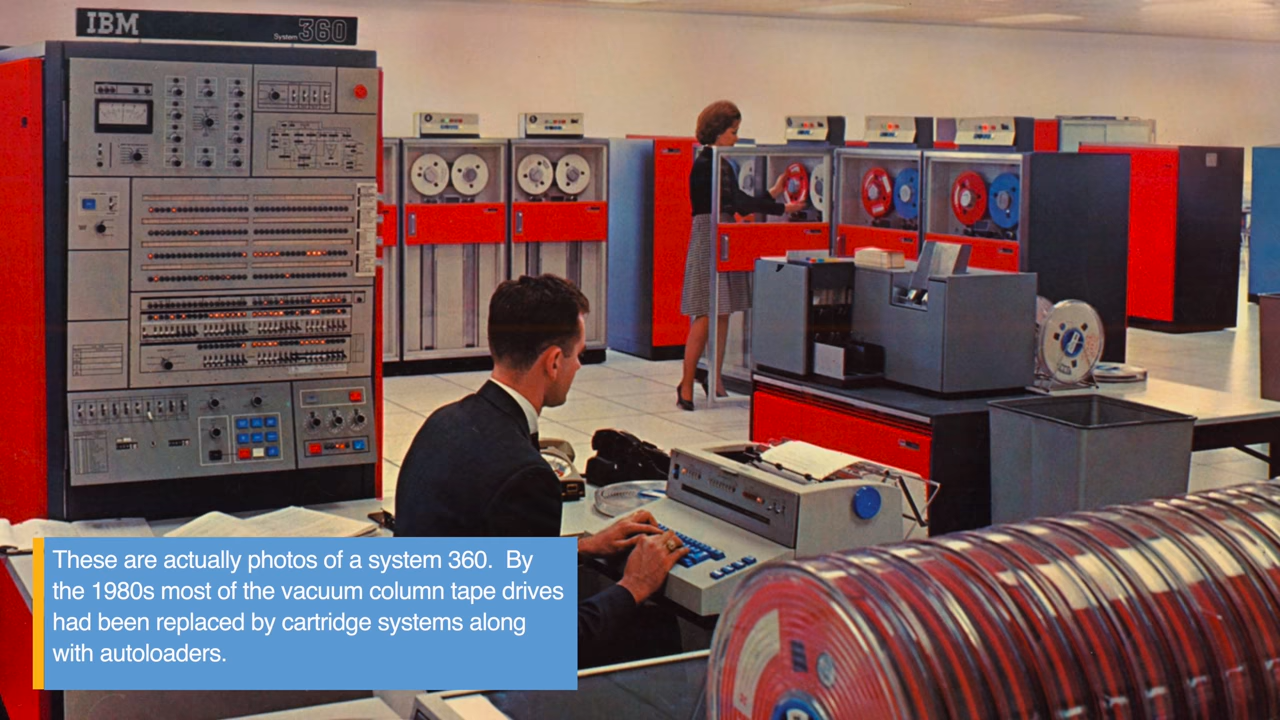 IBM
System 360
These are actually photos of a system 360.  By
the 1980s most of the vacuum column tape drives
had been replaced by cartridge systems along
with autoloaders.